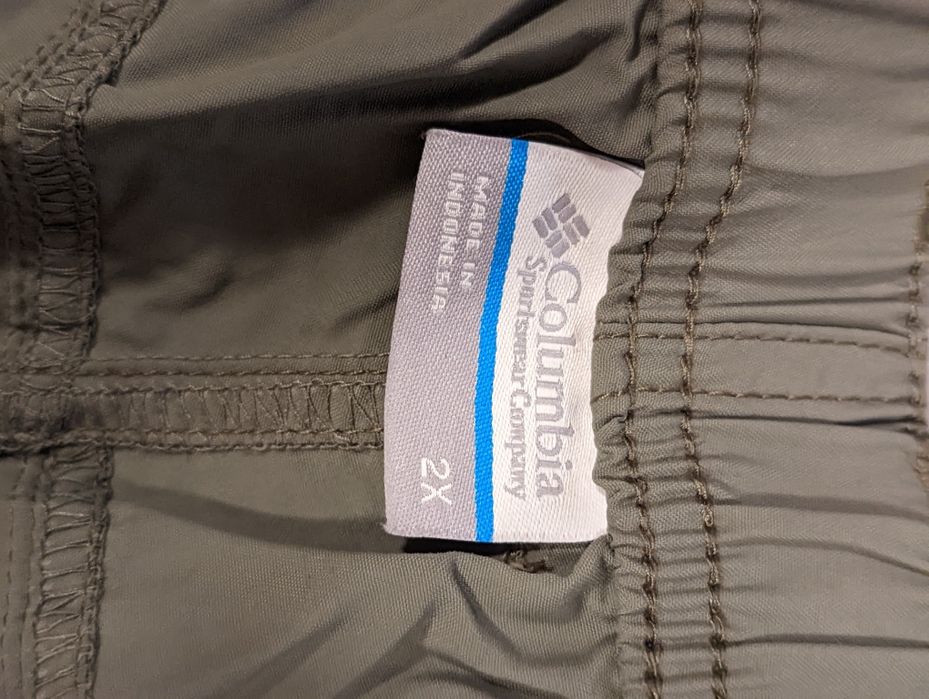 Columbia
Sportswear Company
MADE IN
INDONESIA
2X